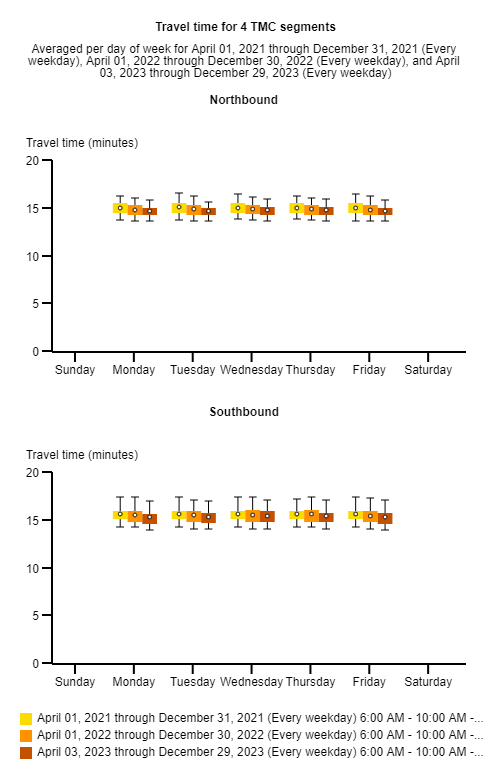 Travel time for 4 TMC segments
Averaged per day of week for April 01, 2021 through December 31, 2021 (Every
weekday), April 01, 2022 through December 30, 2022 (Every weekday), and April
03, 2023 through December 29, 2023 (Every weekday)
Northbound
Travel time (minutes)
20
15
10
5
0
Sunday Monday Tuesday Wednesday Thursday Friday Saturday
Southbound
Travel time (minutes)
20
15
10
5
0
Sunday Monday Tuesday Wednesday Thursday Friday Saturday
April 01, 2021 through December 31, 2021 (Every weekday) 6:00 AM - 10:00 AM -...
April 01, 2022 through December 30, 2022 (Every weekday) 6:00 AM - 10:00 AM -...
April 03, 2023 through December 29, 2023 (Every weekday) 6:00 AM - 10:00 AM -...